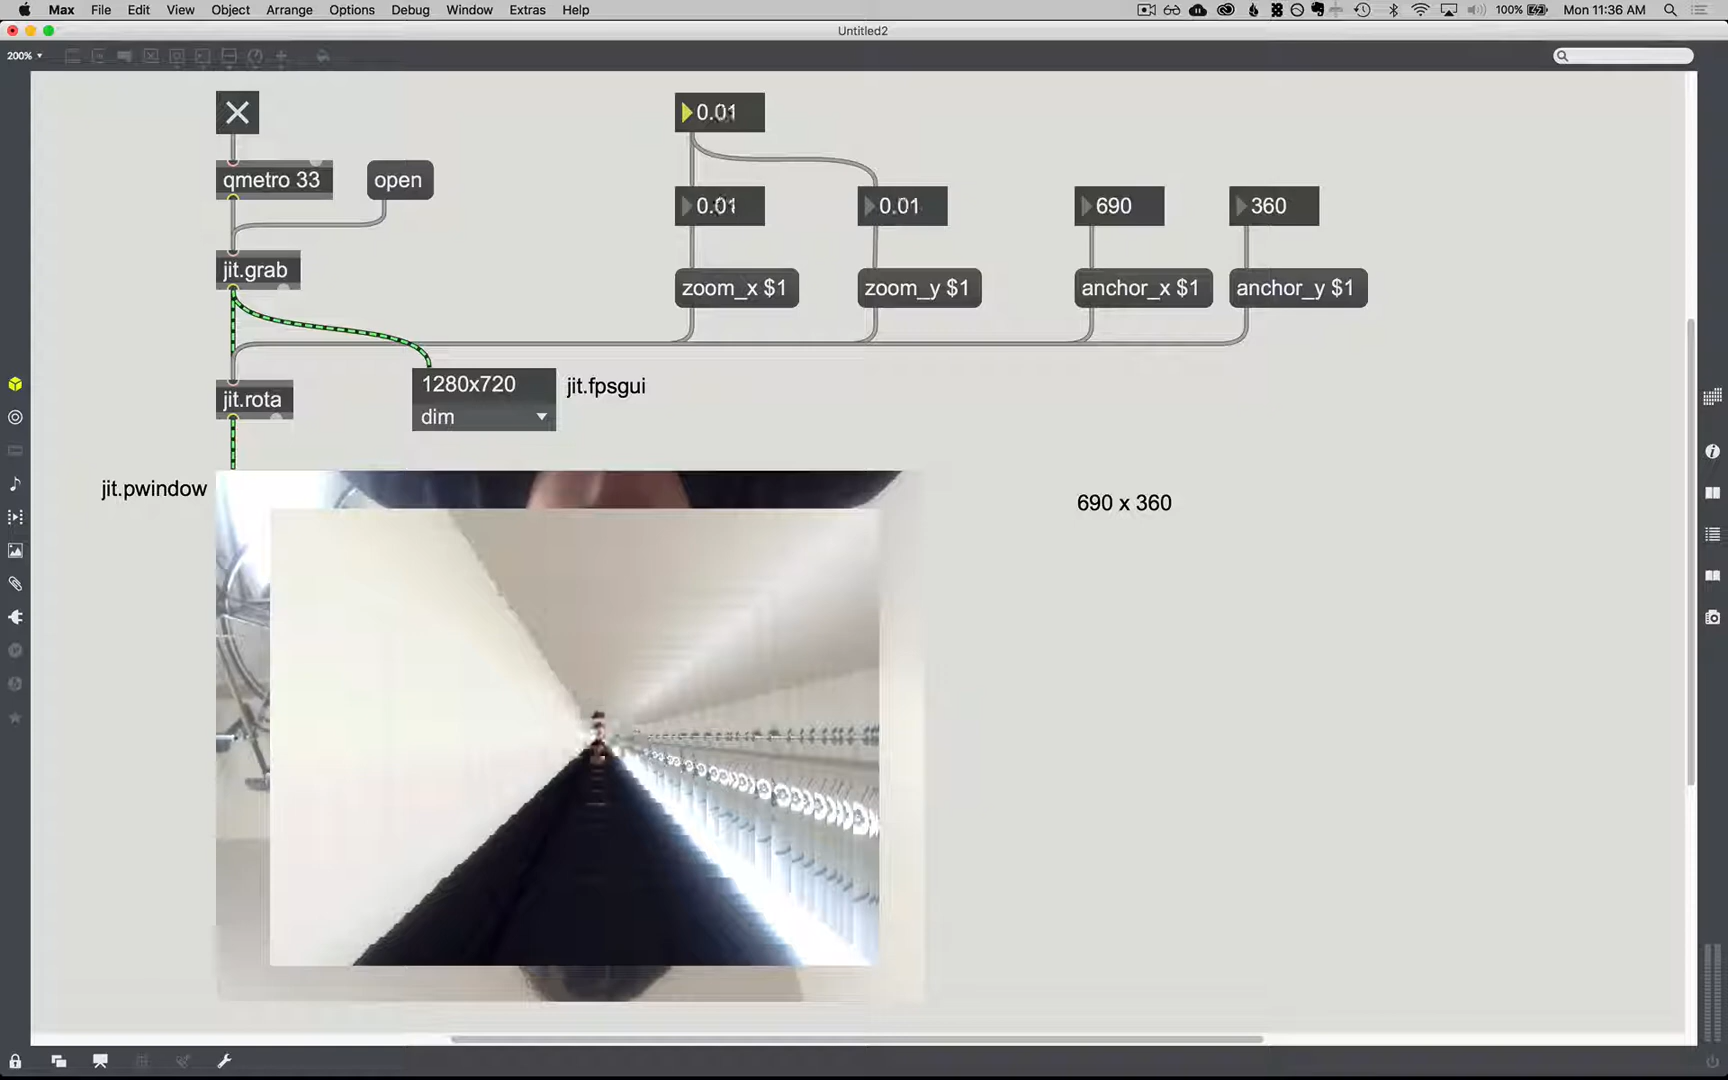 Max File Edit View Object Arrange Options Debug Window Extras Help 100% Mon 11:36 AM
Untitled2
200%
0.01
qmetro 33 open 0.01 0.01 690 360
jit.grab zoom_x $1 zoom_y $1 anchor_x $1 anchor_y $1
1280x720 jit.fpsgui
jit.rota dim
jit.pwindow 690 x 360